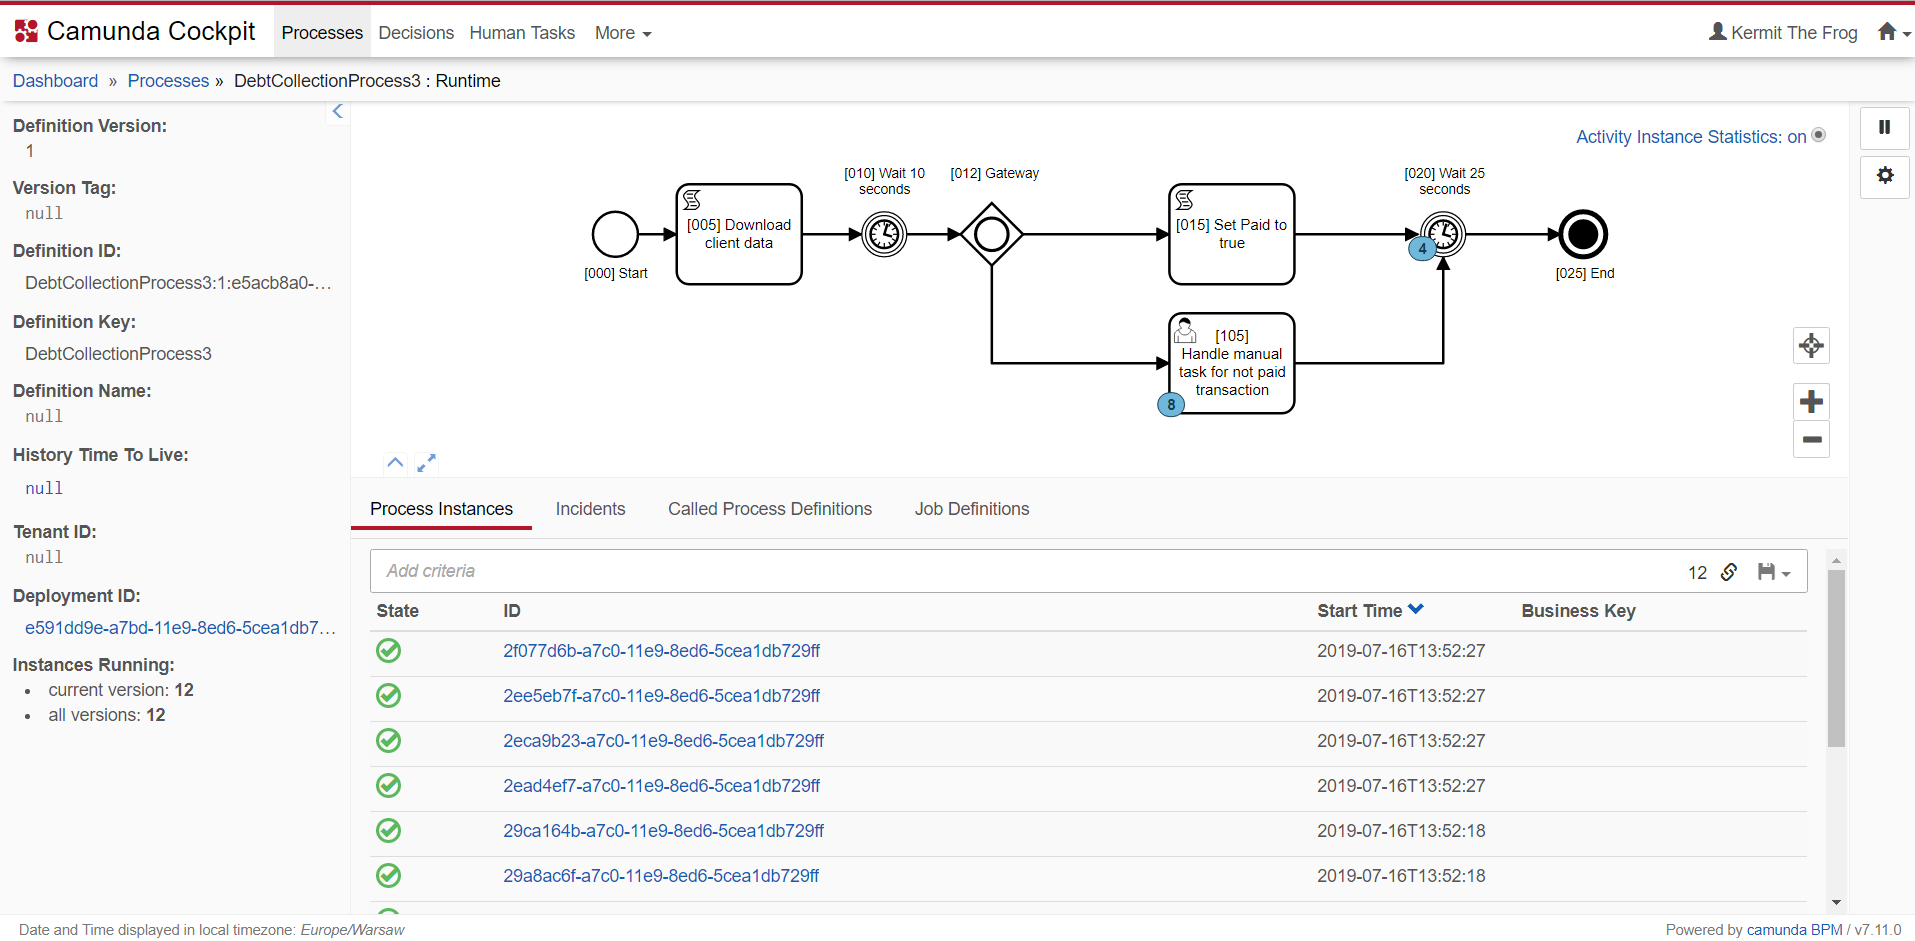 Camunda Cockpit Processes Decisions Human Tasks More Kermit The Frog
Dashboard » Processes » DebtCollectionProcess3 : Runtime
Definition Version:
1
Version Tag:
null
Definition ID:
DebtCollectionProcess3:1:e5acb8a0-...
Definition Key:
DebtCollectionProcess3
Definition Name:
null
History Time To Live:
null
Tenant ID:
null
Deployment ID:
e591dd9e-a7bd-11e9-8ed6-5cea1db7...
Instances Running:
• current version: 12
• all versions: 12
Activity Instance Statistics: on
[000] Start
[005] Download
client data
[010] Wait 10
seconds
[012] Gateway
[015] Set Paid to
true
[020] Wait 25
seconds
4
[025] End
[105]
Handle manual
task for not paid
transaction
8
Process Instances Incidents Called Process Definitions Job Definitions
Add criteria 12
State ID Start Time Business Key
2f077d6b-a7c0-11e9-8ed6-5cea1db729ff 2019-07-16T13:52:27
2ee5eb7f-a7c0-11e9-8ed6-5cea1db729ff 2019-07-16T13:52:27
2eca9b23-a7c0-11e9-8ed6-5cea1db729ff 2019-07-16T13:52:27
2ead4ef7-a7c0-11e9-8ed6-5cea1db729ff 2019-07-16T13:52:27
29ca164b-a7c0-11e9-8ed6-5cea1db729ff 2019-07-16T13:52:18
29a8ac6f-a7c0-11e9-8ed6-5cea1db729ff 2019-07-16T13:52:18
Date and Time displayed in local timezone: Europe/Warsaw Powered by camunda BPM / v7.11.0